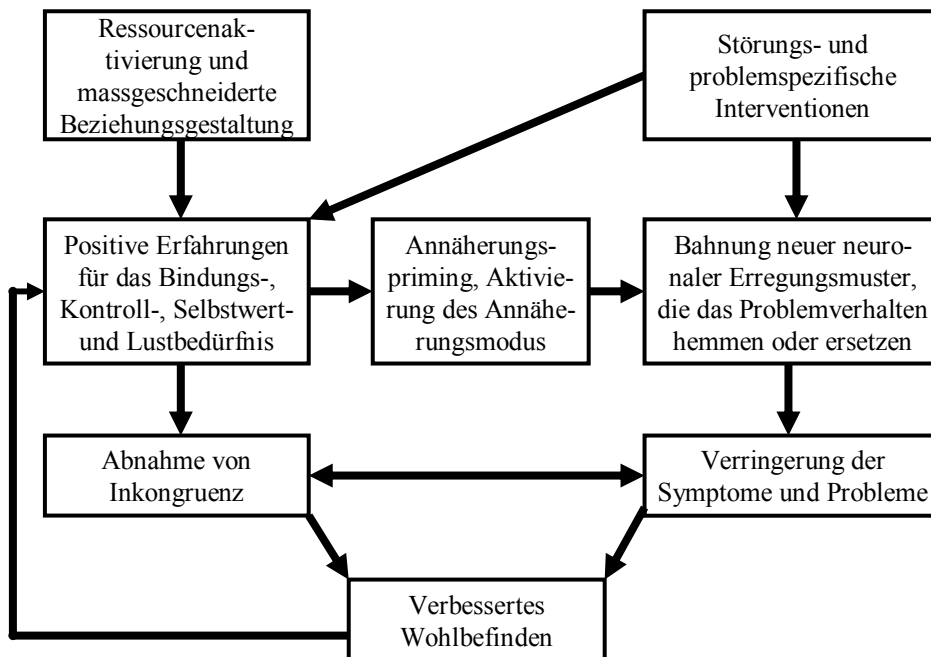 Ressourcenak-
tivierung und
massgeschneiderte
Beziehungsgestaltung
Störungs- und
problemspezifische
Interventionen
Positive Erfahrungen
für das Bindungs-,
Kontroll-, Selbstwert-
und Lustbedürfnis
Annäherungs-
priming, Aktivie-
rung des Annähe-
rungsmodus
Bahnung neuer neuro-
naler Erregungsmuster,
die das Problemverhalten
hemmen oder ersetzen
Abnahme von
Inkongruenz
Verringerung der
Symptome und Probleme
Verbessertes
Wohlbefinden